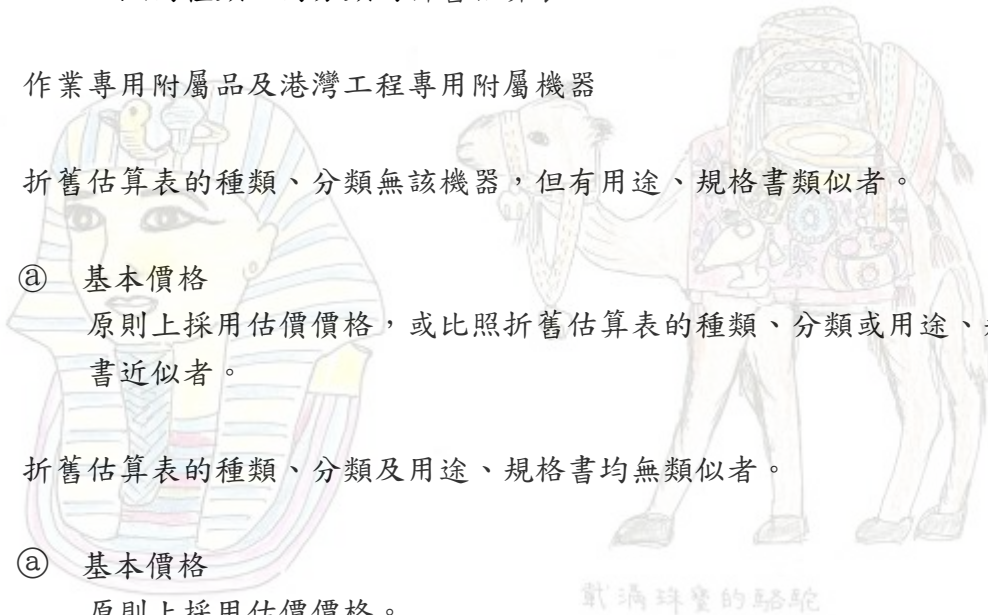 作業專用附屬品及港灣工程專用附屬機器
折舊估算表的種類、分類無該機器，但有用途、規格書類似者。
ⓐ 基本價格
原則上採用估價價格，或比照折舊估算表的種類、分類或用途、
書近似者。
折舊估算表的種類、分類及用途、規格書均無類似者。
ⓐ 基本價格
原則上採用估價價格。
戴滿珠寶的駱駝